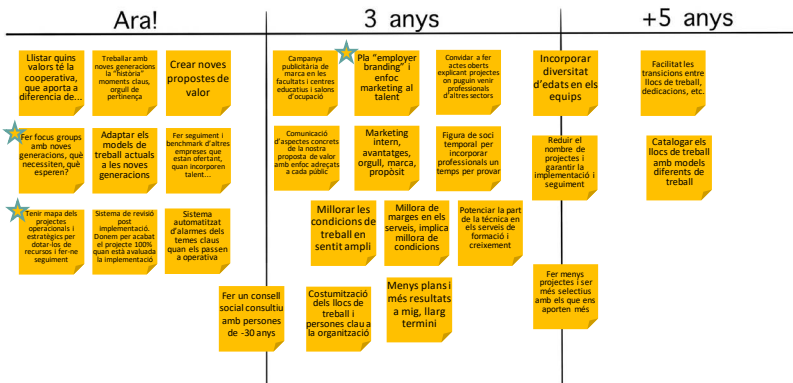 Ara!
3 anys
+5 anys
Llistar quins
valors té la
cooperativa,
que aporta a
diferencia de...
Treballar amb
noves generacions
la "història"
moments claus,
orgull de
pertinença
Crear noves
propostes de
valor
Campanya
publicitària de
marca en les
facultats i centres
educatius i salons
d'ocupació
Pla "employer
branding" i
enfoc
marketing al
talent
Convidar a fer
actes oberts
explicant projectes
on puguin venir
professionals
d'altres sectors
Incorporar
diversitat
d'edats en els
equips
Facilitat les
transicions entre
llocs de treball,
dedicacions, etc.
Fer focus groups
amb noves
generacions, què
necessiten, què
esperen?
Adaptar els
models de
treball actuals
a les noves
generacions
Fer seguiment i
benchmark d'altres
empreses que
estan ofertant,
quan incorporen
talent...
Comunicació
d'aspectes concrets
de la nostra
proposta de valor
amb enfoc adreçats
a cada públic
Marketing
intern,
avantatges,
orgull, marca,
propòsit
Figura de soci
temporal per
incorporar
professionals un
temps per provar
Reduir el
nombre de
projectes i
garantir la
implementació i
seguiment
Catalogar els
llocs de treball
amb models
diferents de
treball
Tenir mapa dels
projectes
operacionals i
estratègics per
dotar-los de
recursos i fer-ne
seguiment
Sistema de revisió
post
implementació.
Donem per acabat
el projecte 100%
quan està avaluada
la implementació
Sistema
automatitzat
d'alarmes dels
temes claus
quan els passen
a operativa
Millorar les
condicions de
treball en
sentit ampli
Millora de
marges en els
serveis, implica
millora de
condicions
Potenciar la part
de la tècnica en
els serveis de
formació i
creixement
Fer un consell
social consultiu
amb persones
de -30 anys
Costumització
dels llocs de
treball i
persones clau a
la organització
Menys plans i
més resultats
a mig, llarg
termini
Fer menys
projectes i ser
més selectius
amb els que ens
aporten més